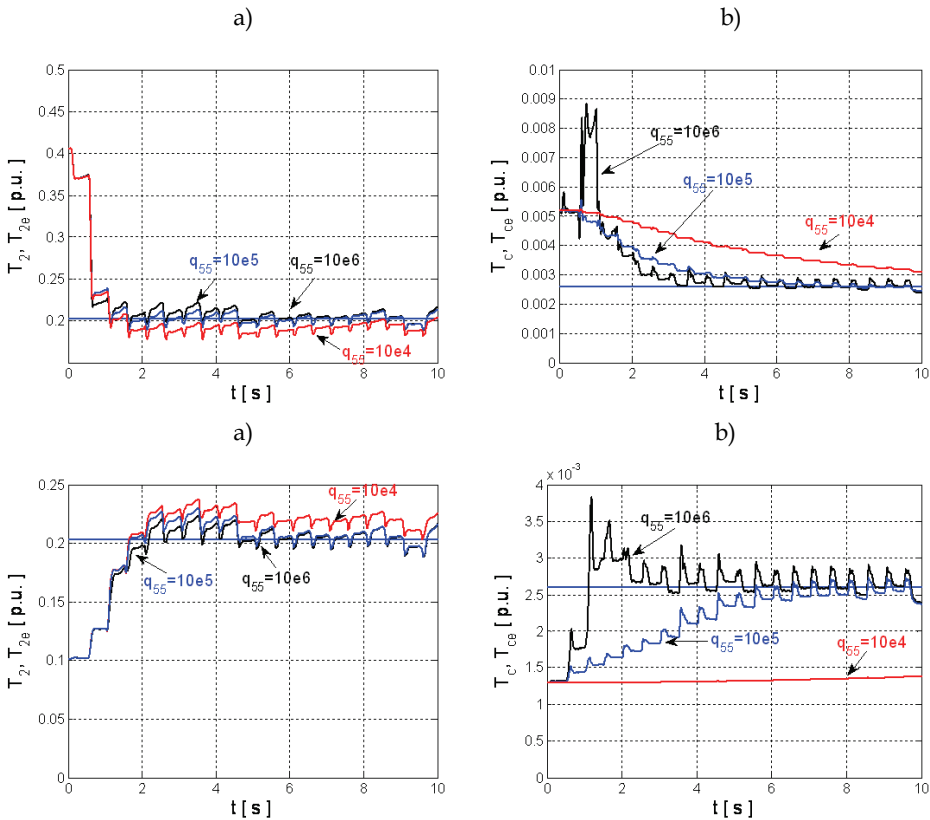 a)
b)
T2, T2e [ p.u. ]
0.5
0.45
0.4
0.35
0.3
0.25
0.2
0.15
0.1
0.05
0
q55=10e5
q55=10e6
q55=10e4
0 2 4 6 8 10
t [ s ]
Tc, Tce [ p.u. ]
0.01
0.009
0.008
0.007
0.006
0.005
0.004
0.003
0.002
0.001
0
q55=10e6
q55=10e5
q55=10e4
0 2 4 6 8 10
t [ s ]
a)
b)
T2, T2e [ p.u. ]
0.25
0.2
0.15
0.1
0.05
0
q55=10e4
q55=10e5
q55=10e6
0 2 4 6 8 10
t [ s ]
Tc, Tce [ p.u. ]
x 10-3
4
3.5
3
2.5
2
1.5
1
0.5
0
q55=10e6
q55=10e5
q55=10e4
0 2 4 6 8 10
t [ s ]